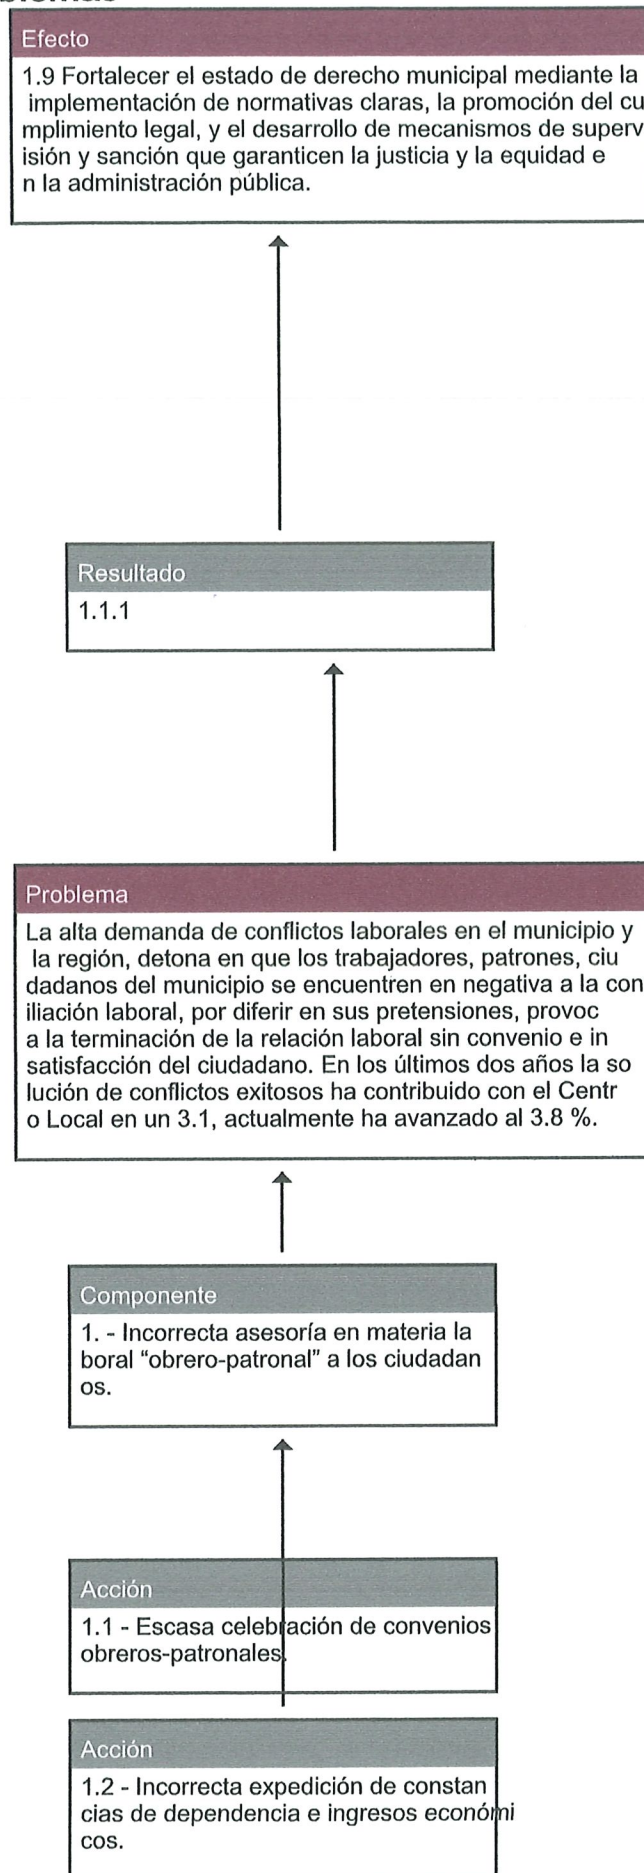 Efecto
1.9 Fortalecer el estado de derecho municipal mediante la
implementación de normativas claras, la promoción del cu
mplimiento legal, y el desarrollo de mecanismos de superv
isión y sanción que garanticen la justicia y la equidad e
n la administración pública.
Resultado
1.1.1
Problema
La alta demanda de conflictos laborales en el municipio y
la región, detona en que los trabajadores, patrones, ciu
dadanos del municipio se encuentren en negativa a la con
iliación laboral, por diferir en sus pretensiones, provoc
a la terminación de la relación laboral sin convenio e in
satisfacción del ciudadano. En los últimos dos años la so
lución de conflictos exitosos ha contribuido con el Centr
o Local en un 3.1, actualmente ha avanzado al 3.8 %.
Componente
1. - Incorrecta asesoría en materia la
boral “obrero-patronal” a los ciudadan
os.
Acción
1.1 - Escasa celebración de convenios
obreros-patronales.
Acción
1.2 - Incorrecta expedición de constan
cias de dependencia e ingresos económi
cos.